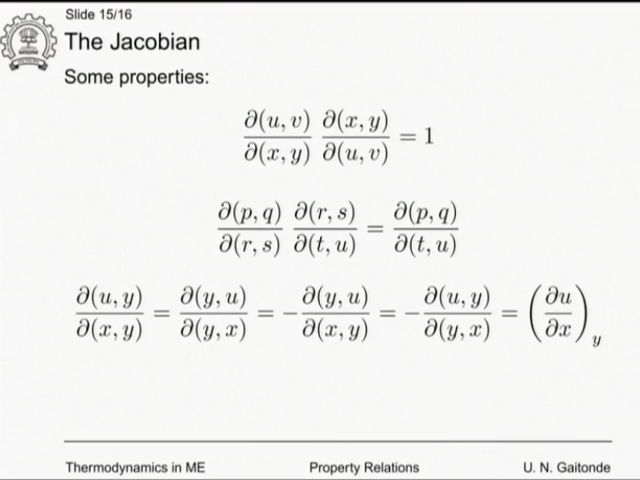 Slide 15/16
The Jacobian
Some properties:
∂(u, v)/∂(x, y) ∂(x, y)/∂(u, v) = 1
∂(p, q)/∂(r, s) ∂(r, s)/∂(t, u) = ∂(p, q)/∂(t, u)
∂(u, y)/∂(x, y) = ∂(y, u)/∂(y, x) = −∂(y, u)/∂(x, y) = −∂(u, y)/∂(y, x) = (∂u/∂x)_y
Thermodynamics in ME Property Relations U. N. Gaitonde